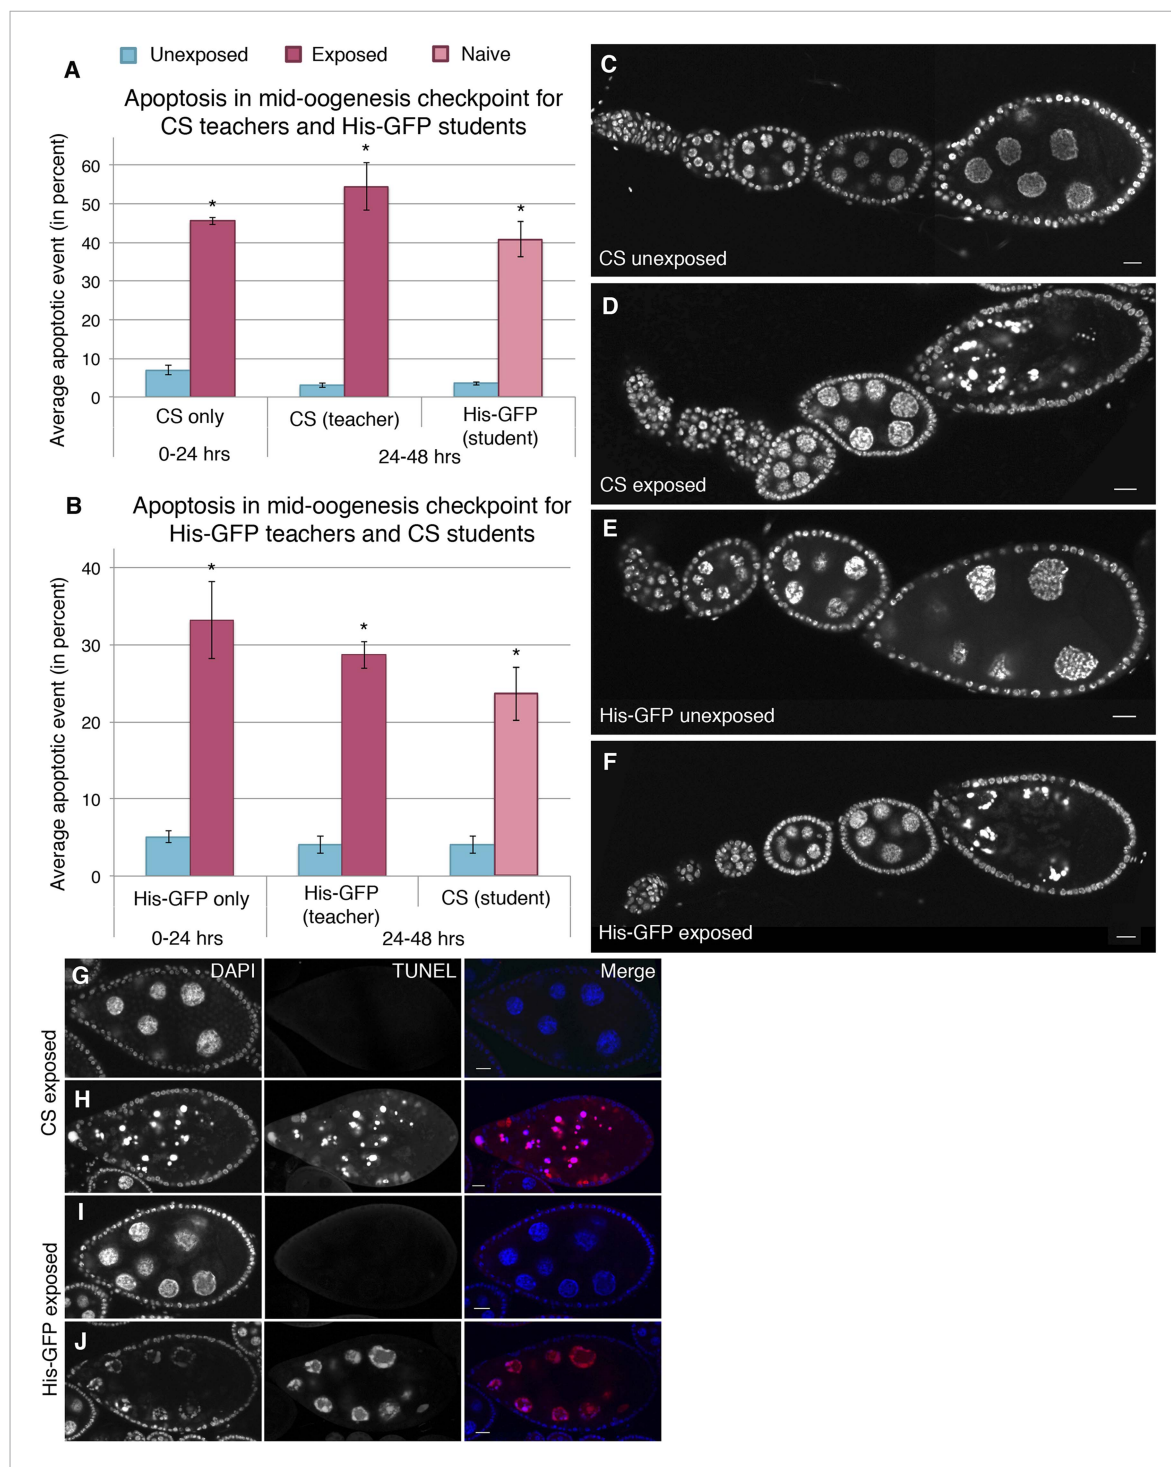 Unexposed Exposed Naive
A
Apoptosis in mid-oogenesis checkpoint for
CS teachers and His-GFP students
Average apoptotic event (in percent)
60
50
40
30
20
10
0
* * *
CS only CS (teacher) His-GFP
(student)
0-24 hrs 24-48 hrs
B
Apoptosis in mid-oogenesis checkpoint for
His-GFP teachers and CS students
Average apoptotic event (in percent)
40
30
20
10
0
* * *
His-GFP only His-GFP
(teacher) CS (student)
0-24 hrs 24-48 hrs
C
CS unexposed
D
CS exposed
E
His-GFP unexposed
F
His-GFP exposed
G DAPI TUNEL Merge
CS exposed
H
I
His-GFP exposed
J